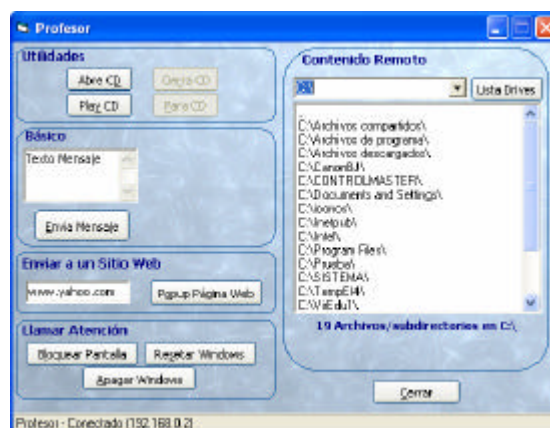 Profesor
Utilidades
Abre CD
Cierra CD
Play CD
Para CD
Básico
Texto Mensaje
Envia Mensaje
Enviar a un Sitio Web
www.yahoo.com
Popup Página Web
Llamar Atención
Bloquear Pantalla
Resetar Windows
Apagar Windows
Contenido Remoto
C:\
Lista Drives
.
C:\Archivos compartidos\
C:\Archivos de programa\
C:\Archivos descargados\
C:\CanonBJ\
C:\CONTROLMASTER\
C:\Documents and Settings\
C:\iconos\
C:\Inetpub\
C:\Intel\
C:\Program Files\
C:\Prueba\
C:\SISTEMA\
C:\TempEI4\
19 Archivos/subdirectorios en C:\
Cerrar
Profesor - Conectado (192.168.0.2)